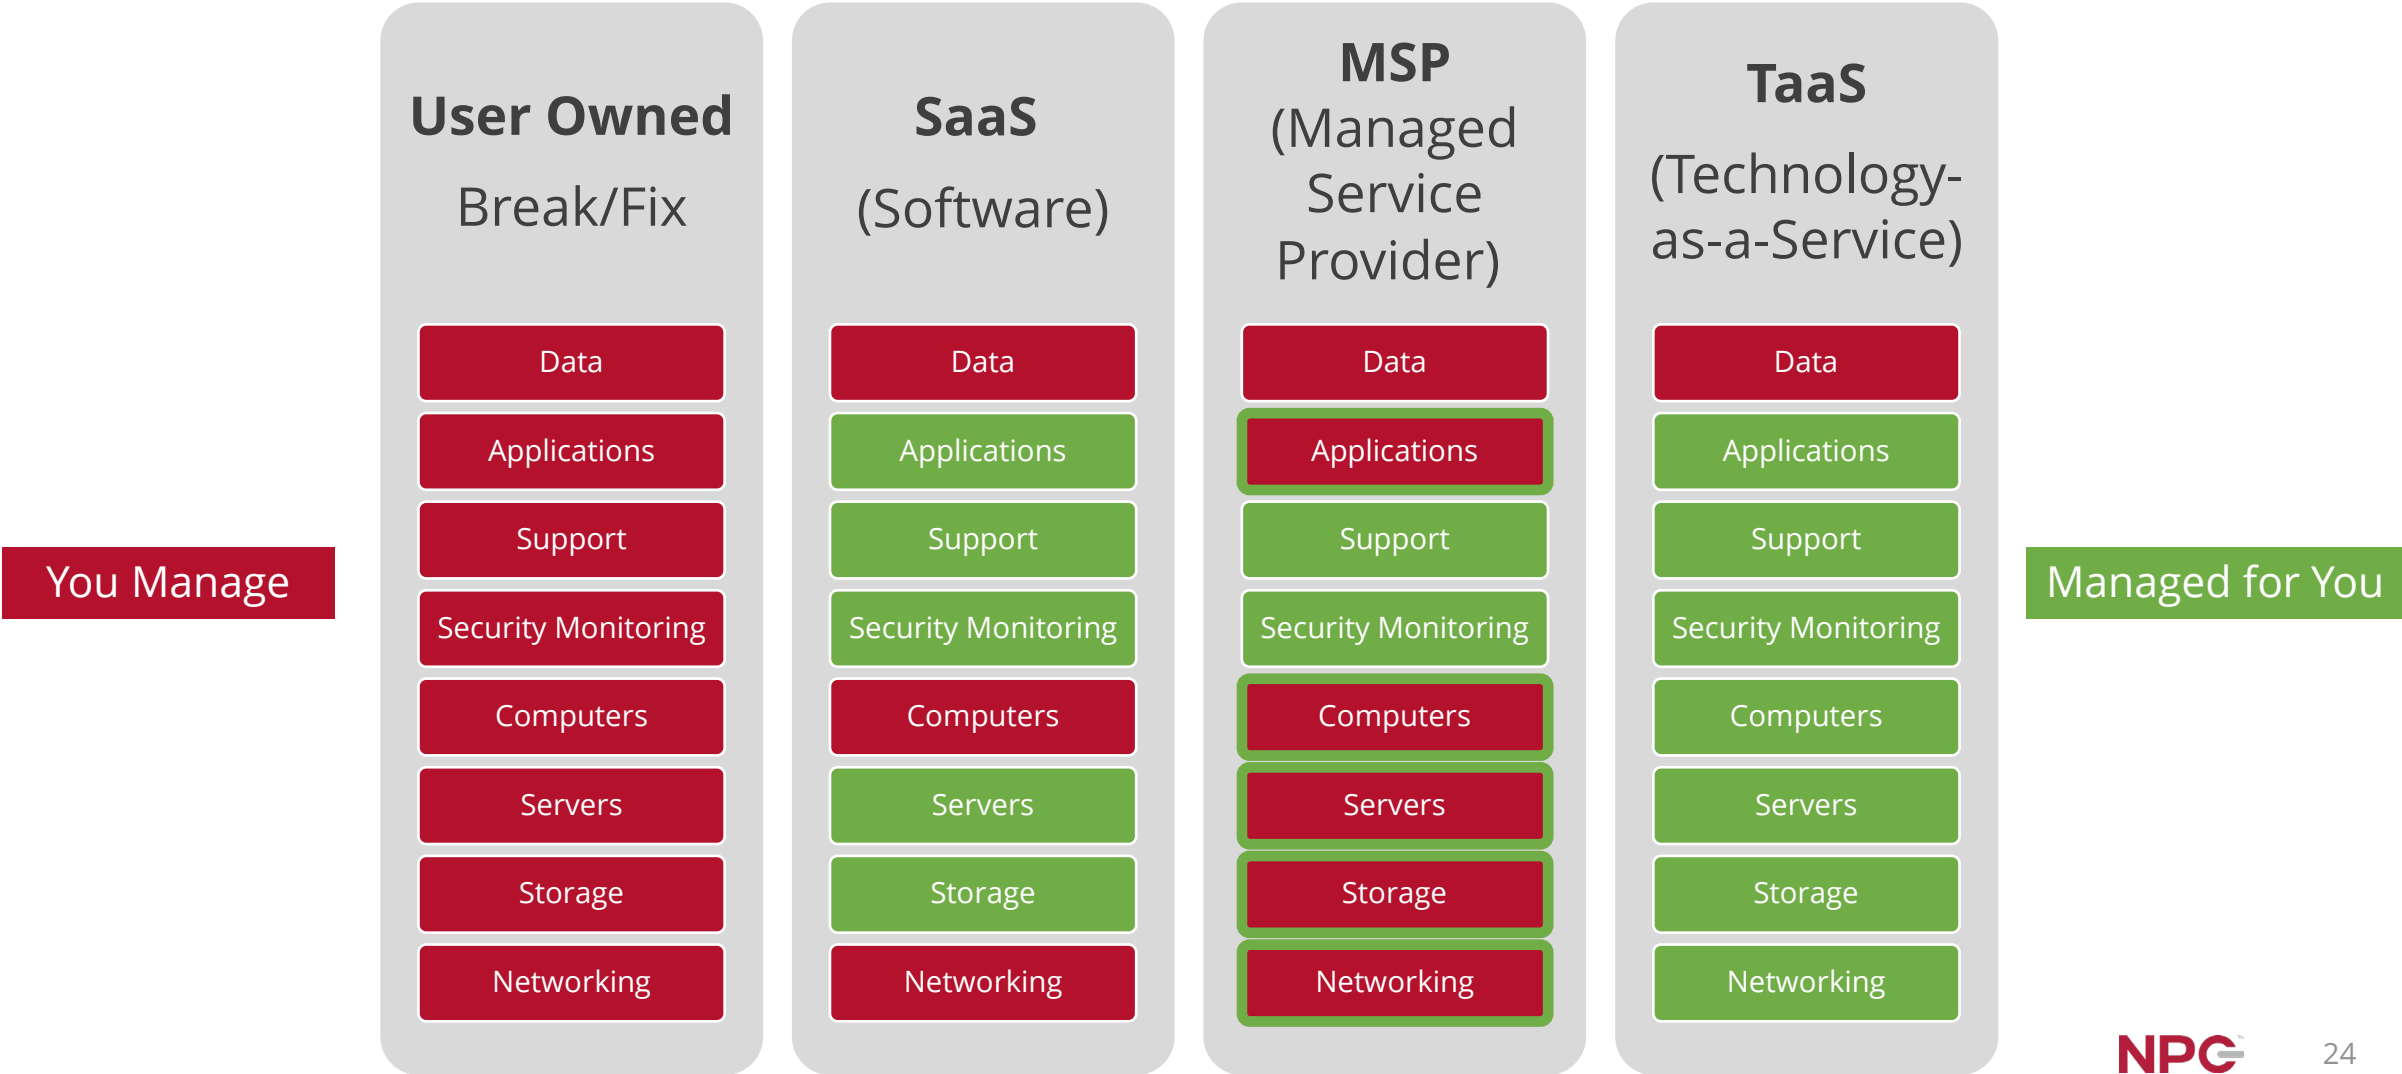 You Manage
User Owned
Break/Fix
Data
Applications
Support
Security Monitoring
Computers
Servers
Storage
Networking
SaaS
(Software)
Data
Applications
Support
Security Monitoring
Computers
Servers
Storage
Networking
MSP
(Managed
Service
Provider)
Data
Applications
Support
Security Monitoring
Computers
Servers
Storage
Networking
TaaS
(Technology-
as-a-Service)
Data
Applications
Support
Security Monitoring
Computers
Servers
Storage
Networking
Managed for You
NPG™
24